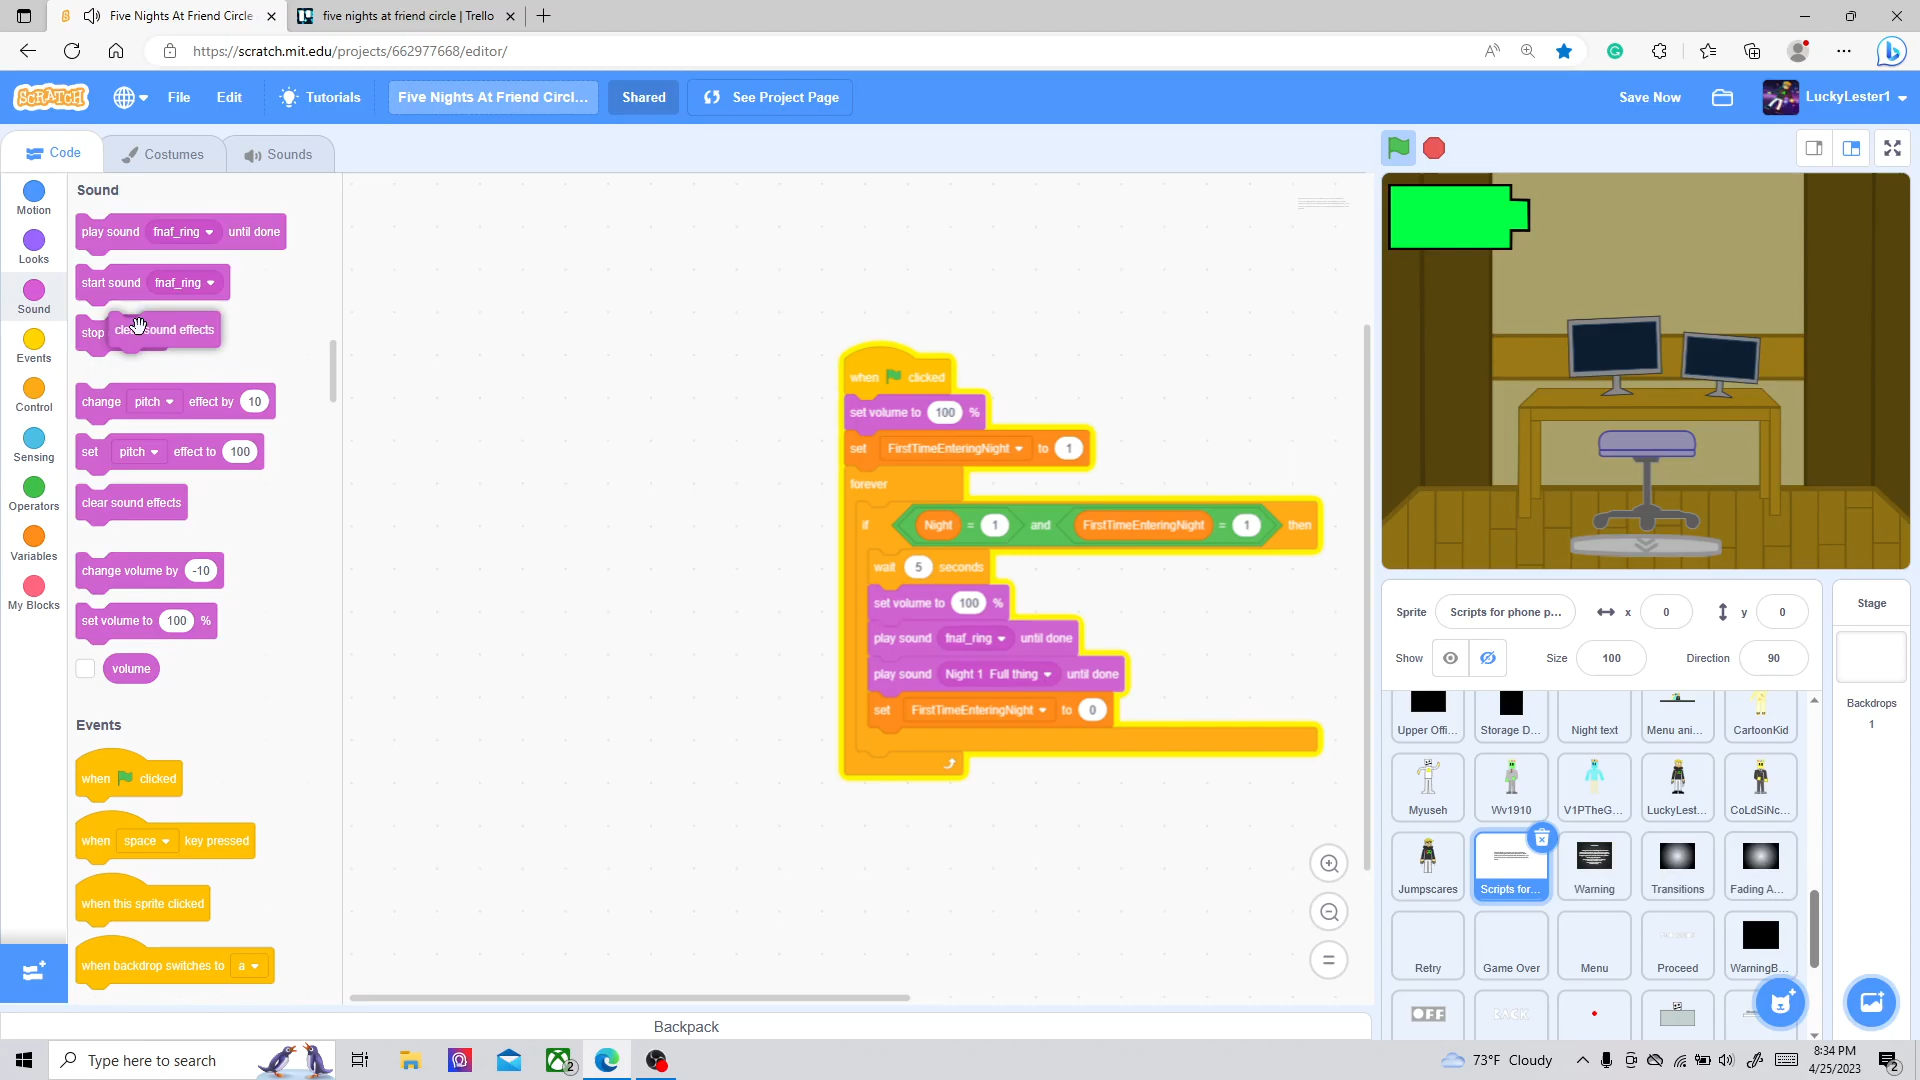 Five Nights At Friend Circle
five nights at friend circle | Trello
https://scratch.mit.edu/projects/662977668/editor/
SCRATCH
File
Edit
Tutorials
Five Nights At Friend Circl...
Shared
See Project Page
Save Now
LuckyLester1
Code
Costumes
Sounds
Motion
Looks
Sound
Events
Control
Sensing
Operators
Variables
My Blocks
Sound
play sound fnaf_ring until done
start sound fnaf_ring
stop
clear sound effects
change pitch effect by 10
set pitch effect to 100
clear sound effects
change volume by -10
set volume to 100 %
volume
Events
when clicked
when space key pressed
when this sprite clicked
when backdrop switches to a
when clicked
set volume to 100 %
set FirstTimeEnteringNight to 1
forever
if Night = 1 and FirstTimeEnteringNight = 1 then
wait 5 seconds
set volume to 100 %
play sound fnaf_ring until done
play sound Night 1 Full thing until done
set FirstTimeEnteringNight to 0
Backpack
Sprite Scripts for phone p... x 0 y 0
Show Size 100 Direction 90
Stage
Backdrops
1
Upper Offi... Storage D... Night text Menu ani... CartoonKid
Myuseh Wv1910 V1PTheG... LuckyLest... CoLdSiNc...
Jumpscares Scripts for... Warning Transitions Fading A...
Retry Game Over Menu Proceed WarningB...
OFF BACK
Type here to search
2
73°F Cloudy
8:34 PM
4/25/2023
2